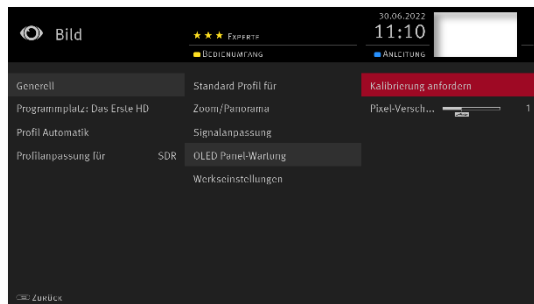 Bild
★★★ EXPERTE
BEDIENUMFANG
30.06.2022
11:10
ANLEITUNG
Generell
Programmplatz: Das Erste HD
Profil Automatik
Profilanpassung für SDR
Standard Profil für
Zoom/Panorama
Signalanpassung
OLED Panel-Wartung
Werkseinstellungen
Kalibrierung anfordern
Pixel-Versch... 1
ZURÜCK